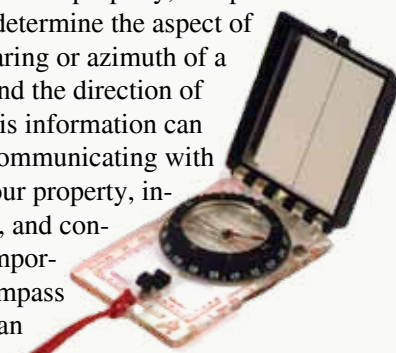 determine the aspect of
aring or azimuth of a
nd the direction of
is information can
ommunicating with
our property, in-
, and con-
mpor-
mpass
an